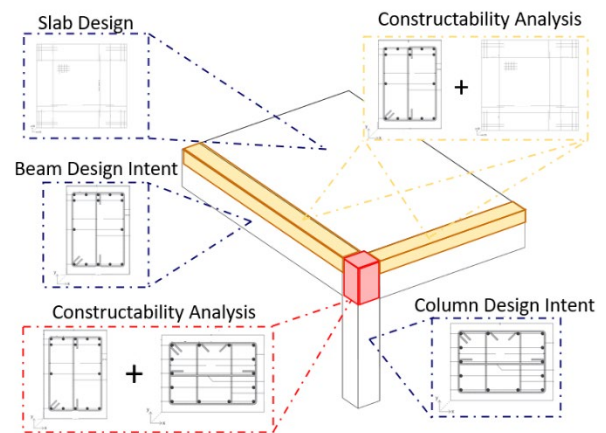 Slab Design
Constructability Analysis
+
Beam Design Intent
Constructability Analysis
+
Column Design Intent